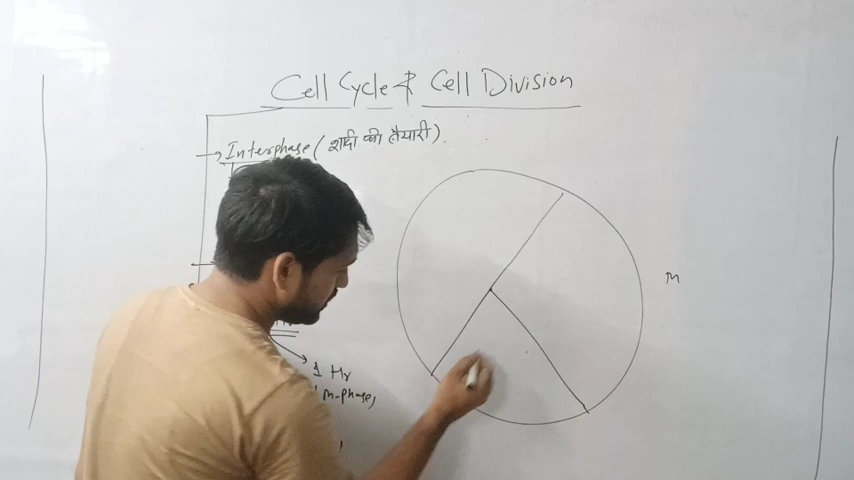 Cell Cycle & Cell Division
→ Interphase (शादी की तैयारी).
M
1 Hr
m-phase,